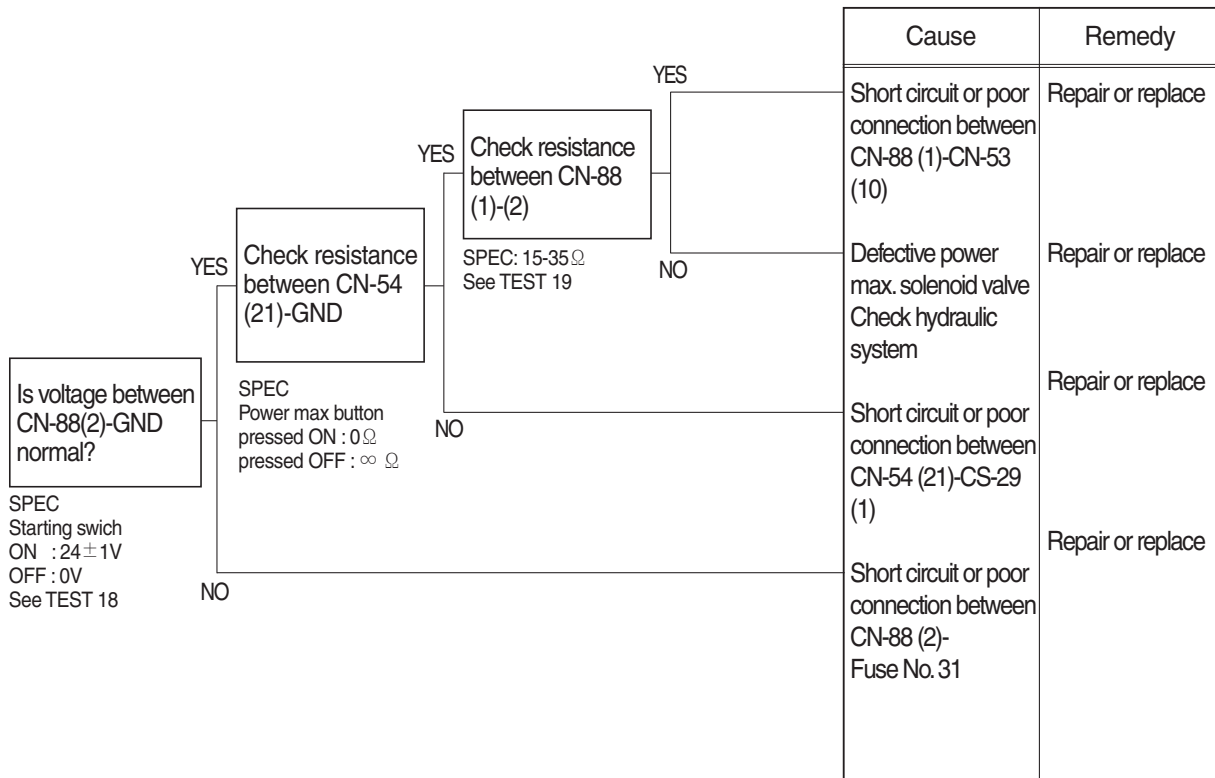 Cause
Remedy
YES
Short circuit or poor
connection between
CN-88 (1)-CN-53
(10)
Repair or replace
YES
Check resistance
between CN-88
(1)-(2)
SPEC: 15-35Ω
See TEST 19
NO
Defective power
max. solenoid valve
Check hydraulic
system
Repair or replace
YES
Check resistance
between CN-54
(21)-GND
SPEC
Power max button
pressed ON : 0Ω
pressed OFF : ∞ Ω
NO
Short circuit or poor
connection between
CN-54 (21)-CS-29
(1)
Repair or replace
Is voltage between
CN-88(2)-GND
normal?
SPEC
Starting swich
ON : 24±1V
OFF : 0V
See TEST 18
NO
Short circuit or poor
connection between
CN-88 (2)-
Fuse No. 31
Repair or replace